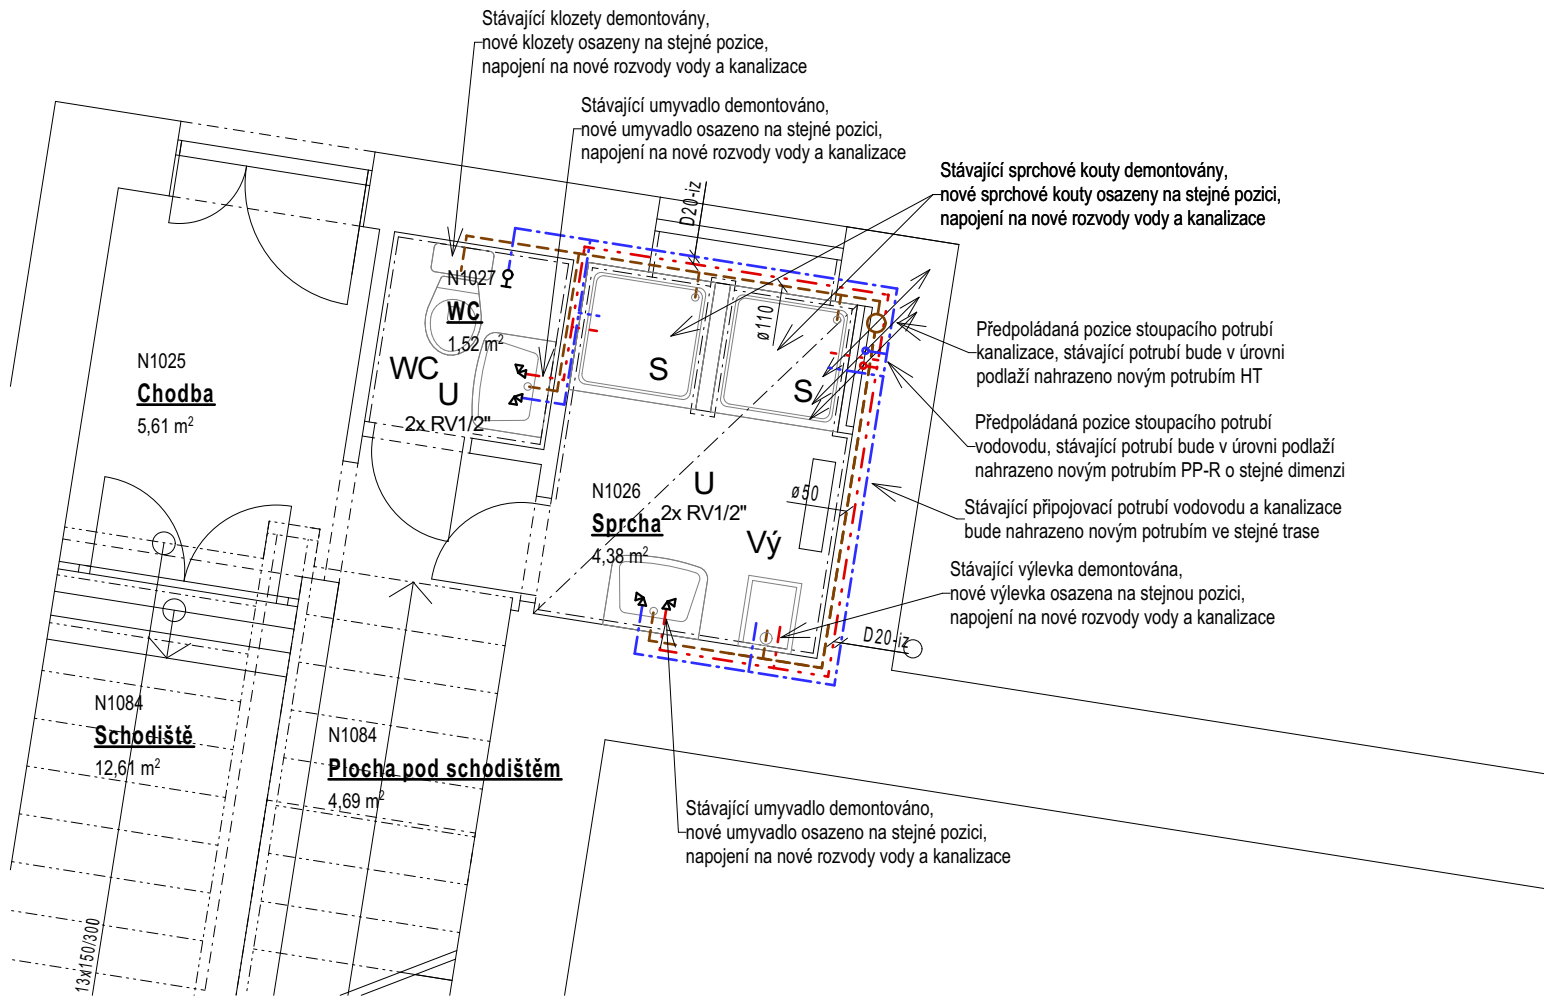 Stávající klozety demontovány,
nové klozety osazeny na stejné pozice,
napojení na nové rozvody vody a kanalizace
Stávající umyvadlo demontováno,
nové umyvadlo osazeno na stejné pozici,
napojení na nové rozvody vody a kanalizace
Stávající sprchové kouty demontovány,
nové sprchové kouty osazeny na stejné pozici,
napojení na nové rozvody vody a kanalizace
D20-iz
N1027
WC
1,52 m²
WC
U
2x RV1/2"
ø110
S
S
N1025
Chodba
5,61 m²
Předpoládaná pozice stoupacího potrubí
kanalizace, stávající potrubí bude v úrovni
podlaží nahrazeno novým potrubím HT
Předpoládaná pozice stoupacího potrubí
vodovodu, stávající potrubí bude v úrovni podlaží
nahrazeno novým potrubím PP-R o stejné dimenzi
N1026
Sprcha
4,38 m²
U
2x RV1/2"
Vý
ø50
Stávající připojovací potrubí vodovodu a kanalizace
bude nahrazeno novým potrubím ve stejné trase
Stávající výlevka demontována,
nové výlevka osazena na stejnou pozici,
napojení na nové rozvody vody a kanalizace
D20-iz
N1084
Schodiště
12,61 m²
N1084
Plocha pod schodištěm
4,69 m²
Stávající umyvadlo demontováno,
nové umyvadlo osazeno na stejné pozici,
napojení na nové rozvody vody a kanalizace
13x150/300